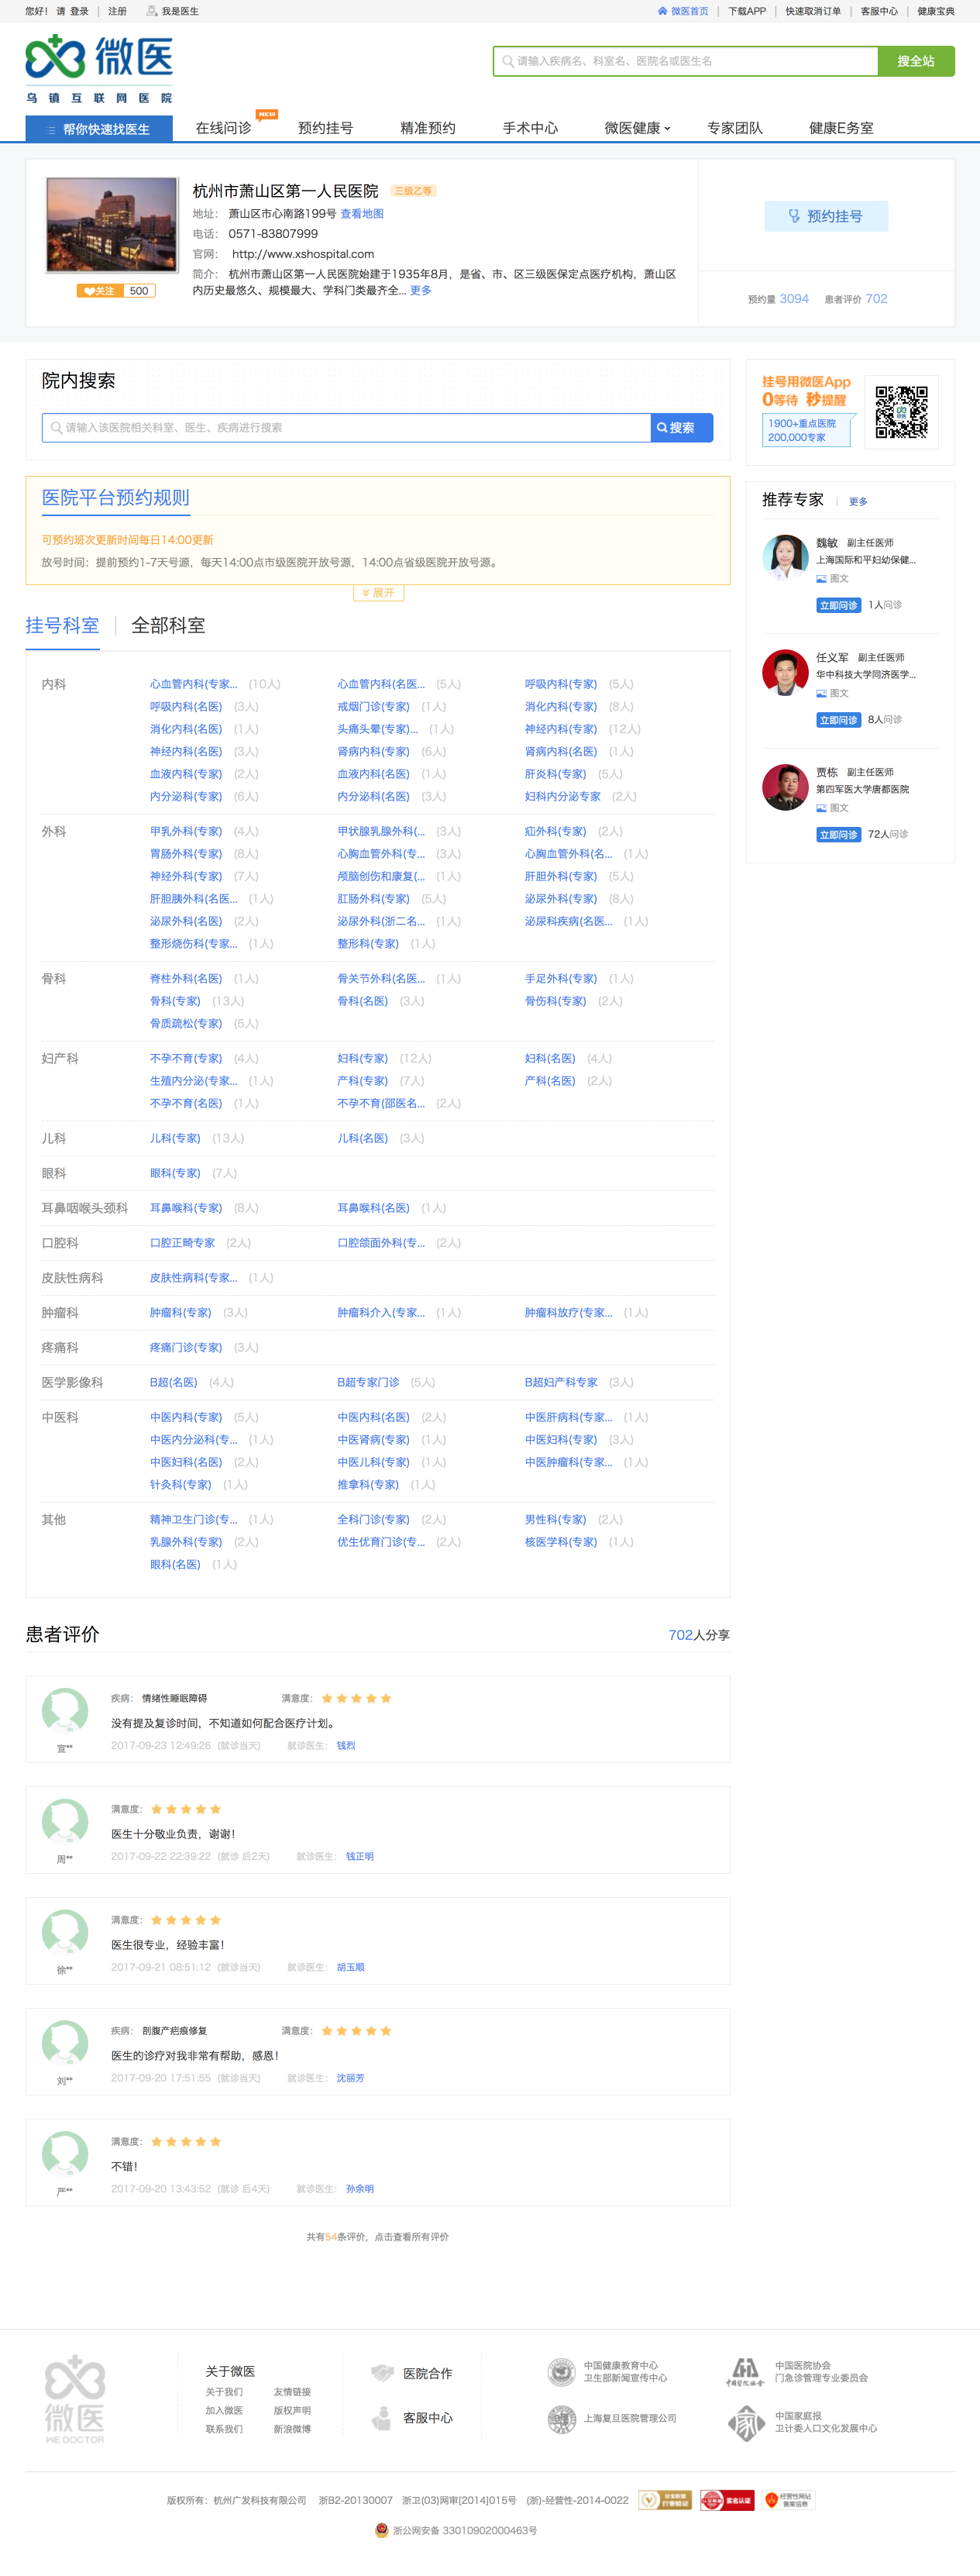 您好！ 请 登录 | 注册 我是医生 微医首页 | 下载APP | 快速取消订单 | 客服中心 | 健康宝典
微医
乌镇互联网医院
请输入疾病名、科室名、医院名或医生名 搜全站
帮你快速找医生 在线问诊 NEW 预约挂号 精准预约 手术中心 微医健康 专家团队 健康E务室
杭州市萧山区第一人民医院 三级乙等
地址： 萧山区市心南路199号 查看地图
电话： 0571-83807999
官网： http://www.xshospital.com
简介： 杭州市萧山区第一人民医院始建于1935年8月，是省、市、区三级医保定点医疗机构，萧山区
内历史最悠久、规模最大、学科门类最齐全... 更多
关注 500
预约挂号
预约量 3094 患者评价 702
院内搜索
请输入该医院相关科室、医生、疾病进行搜索 搜索
挂号用微医App
0等待 秒提醒
1900+重点医院
200,000专家
医院平台预约规则
可预约班次更新时间每日14:00更新
放号时间：提前预约1-7天号源，每天14:00点市级医院开放号源，14:00点省级医院开放号源。
展开
推荐专家 | 更多
魏敏 副主任医师
上海国际和平妇幼保健...
图文
立即问诊 1人问诊
任义军 副主任医师
华中科技大学同济医学...
图文
立即问诊 8人问诊
贾栋 副主任医师
第四军医大学唐都医院
图文
立即问诊 72人问诊
挂号科室 | 全部科室
内科 心血管内科(专家... (10人) 心血管内科(名医... (5人) 呼吸内科(专家) (5人)
呼吸内科(名医) (3人) 戒烟门诊(专家) (1人) 消化内科(专家) (8人)
消化内科(名医) (1人) 头痛头晕(专家)... (1人) 神经内科(专家) (12人)
神经内科(名医) (3人) 肾病内科(专家) (6人) 肾病内科(名医) (1人)
血液内科(专家) (2人) 血液内科(名医) (1人) 肝炎科(专家) (5人)
内分泌科(专家) (6人) 内分泌科(名医) (3人) 妇科内分泌专家 (2人)
外科 甲乳外科(专家) (4人) 甲状腺乳腺外科(... (3人) 疝外科(专家) (2人)
胃肠外科(专家) (8人) 心胸血管外科(专... (3人) 心胸血管外科(名... (1人)
神经外科(专家) (7人) 颅脑创伤和康复(... (1人) 肝胆外科(专家) (5人)
肝胆胰外科(名医... (1人) 肛肠外科(专家) (5人) 泌尿外科(专家) (8人)
泌尿外科(名医) (2人) 泌尿外科(浙二名... (1人) 泌尿科疾病(名医... (1人)
整形烧伤科(专家... (1人) 整形科(专家) (1人)
骨科 脊柱外科(名医) (1人) 骨关节外科(名医... (1人) 手足外科(专家) (1人)
骨科(专家) (13人) 骨科(名医) (3人) 骨伤科(专家) (2人)
骨质疏松(专家) (5人)
妇产科 不孕不育(专家) (4人) 妇科(专家) (12人) 妇科(名医) (4人)
生殖内分泌(专家... (1人) 产科(专家) (7人) 产科(名医) (2人)
不孕不育(名医) (1人) 不孕不育(邵医名... (2人)
儿科 儿科(专家) (13人) 儿科(名医) (3人)
眼科 眼科(专家) (7人)
耳鼻咽喉头颈科 耳鼻喉科(专家) (8人) 耳鼻喉科(名医) (1人)
口腔科 口腔正畸专家 (2人) 口腔颌面外科(专... (2人)
皮肤性病科 皮肤性病科(专家... (1人)
肿瘤科 肿瘤科(专家) (3人) 肿瘤科介入(专家... (1人) 肿瘤科放疗(专家... (1人)
疼痛科 疼痛门诊(专家) (3人)
医学影像科 B超(名医) (4人) B超专家门诊 (5人) B超妇产科专家 (3人)
中医科 中医内科(专家) (5人) 中医内科(名医) (2人) 中医肝病科(专家... (1人)
中医内分泌科(专... (1人) 中医肾病(专家) (1人) 中医妇科(专家) (3人)
中医妇科(名医) (2人) 中医儿科(专家) (1人) 中医肿瘤科(专家... (1人)
针灸科(专家) (1人) 推拿科(专家) (1人)
其他 精神卫生门诊(专... (1人) 全科门诊(专家) (2人) 男性科(专家) (2人)
乳腺外科(专家) (2人) 优生优育门诊(专... (2人) 核医学科(专家) (1人)
眼科(名医) (1人)
患者评价 702人分享
疾病： 情绪性睡眠障碍 满意度：
没有提及复诊时间，不知道如何配合医疗计划。
宣** 2017-09-23 12:49:26 (就诊当天) 就诊医生： 钱烈
满意度：
医生十分敬业负责，谢谢！
周** 2017-09-22 22:39:22 (就诊 后2天) 就诊医生： 钱正明
满意度：
医生很专业，经验丰富！
徐** 2017-09-21 08:51:12 (就诊当天) 就诊医生： 胡玉顺
疾病： 剖腹产疤痕修复 满意度：
医生的诊疗对我非常有帮助，感恩！
刘** 2017-09-20 17:51:55 (就诊当天) 就诊医生： 沈丽芳
满意度：
不错！
严** 2017-09-20 13:43:52 (就诊 后4天) 就诊医生： 孙余明
共有54条评价，点击查看所有评价
微医
WE DOCTOR
关于微医
关于我们 友情链接
加入微医 版权声明
联系我们 新浪微博
医院合作
客服中心
中国健康教育中心
卫生部新闻宣传中心
中国医院协会
门急诊管理专业委员会
上海复旦医院管理公司
中国家庭报
卫计委人口文化发展中心
版权所有：杭州广发科技有限公司 浙B2-20130007 浙卫(03)网审[2014]015号 (浙)-经营性-2014-0022 行业验证 实名认证 经营性网站 备案信息
浙公网安备 33010902000463号